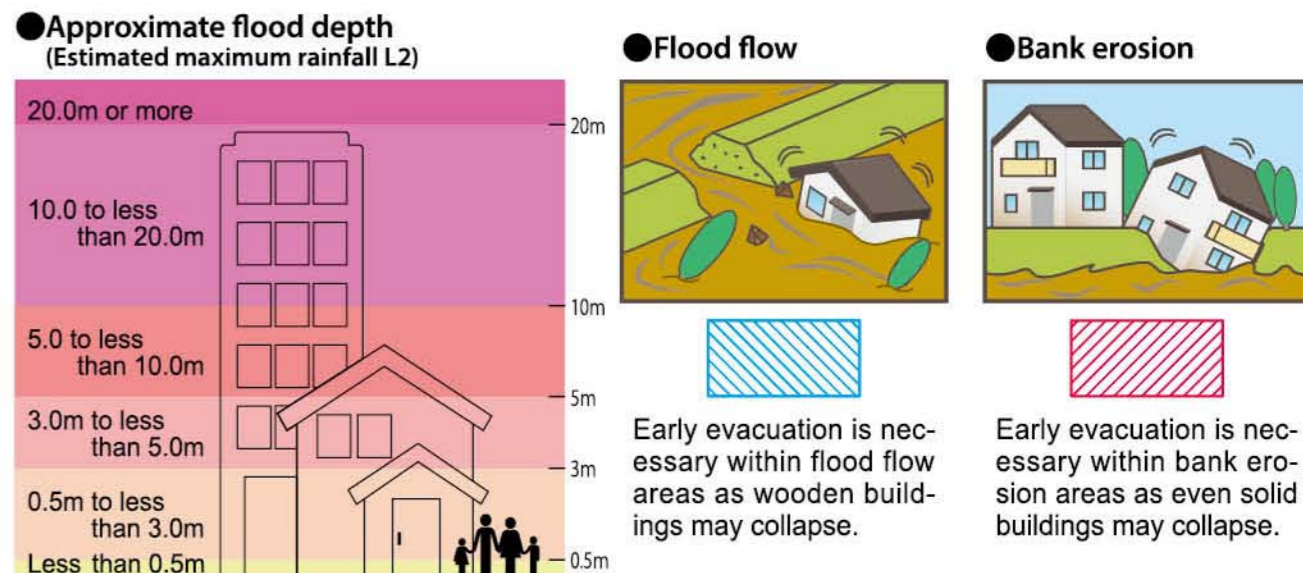 ●Approximate flood depth
(Estimated maximum rainfall L2)
20.0m or more
20m
10.0 to less
than 20.0m
10m
5.0 to less
than 10.0m
5m
3.0m to less
than 5.0m
3m
0.5m to less
than 3.0m
Less than 0.5m
0.5m
●Flood flow
Early evacuation is nec-
essary within flood flow
areas as wooden build-
ings may collapse.
●Bank erosion
Early evacuation is nec-
essary within bank ero-
sion areas as even solid
buildings may collapse.